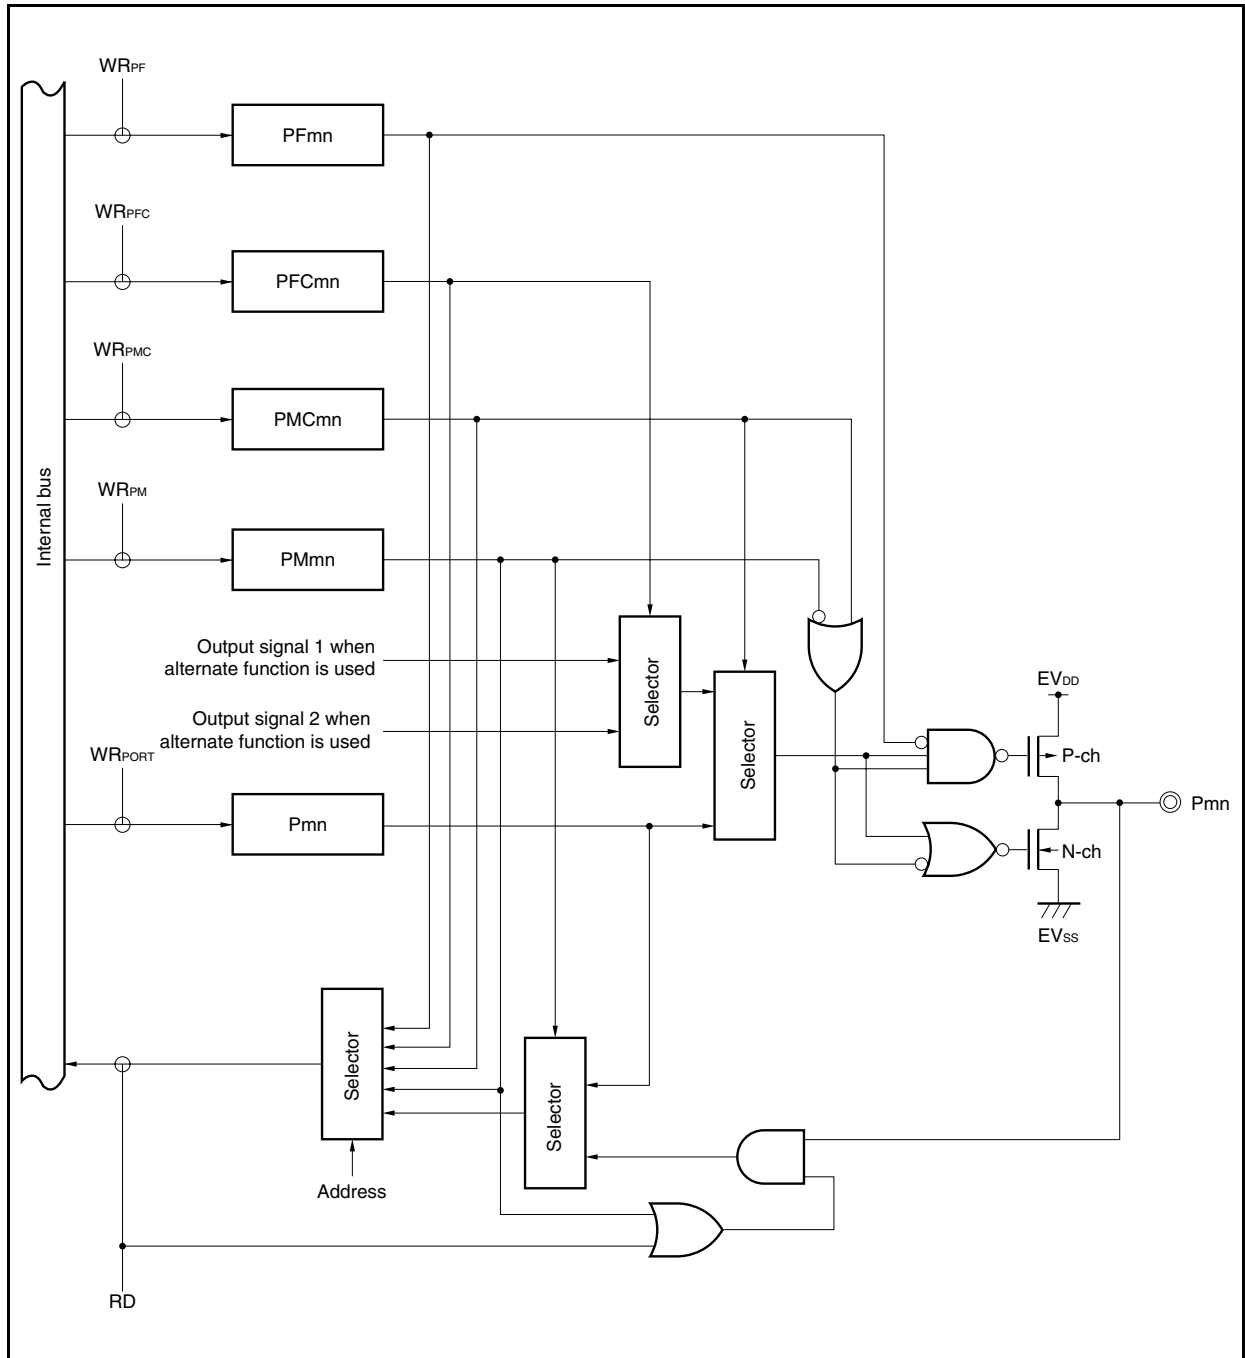 WRPF
PFmn
WRPFC
PFCmn
WRPMC
PMCmn
Internal bus
WRPM
PMmn
Output signal 1 when
alternate function is used
Selector
Output signal 2 when
alternate function is used
Selector
EVDD
P-ch
WRPORT
Pmn
Pmn
N-ch
EVSS
Selector
Selector
Address
RD